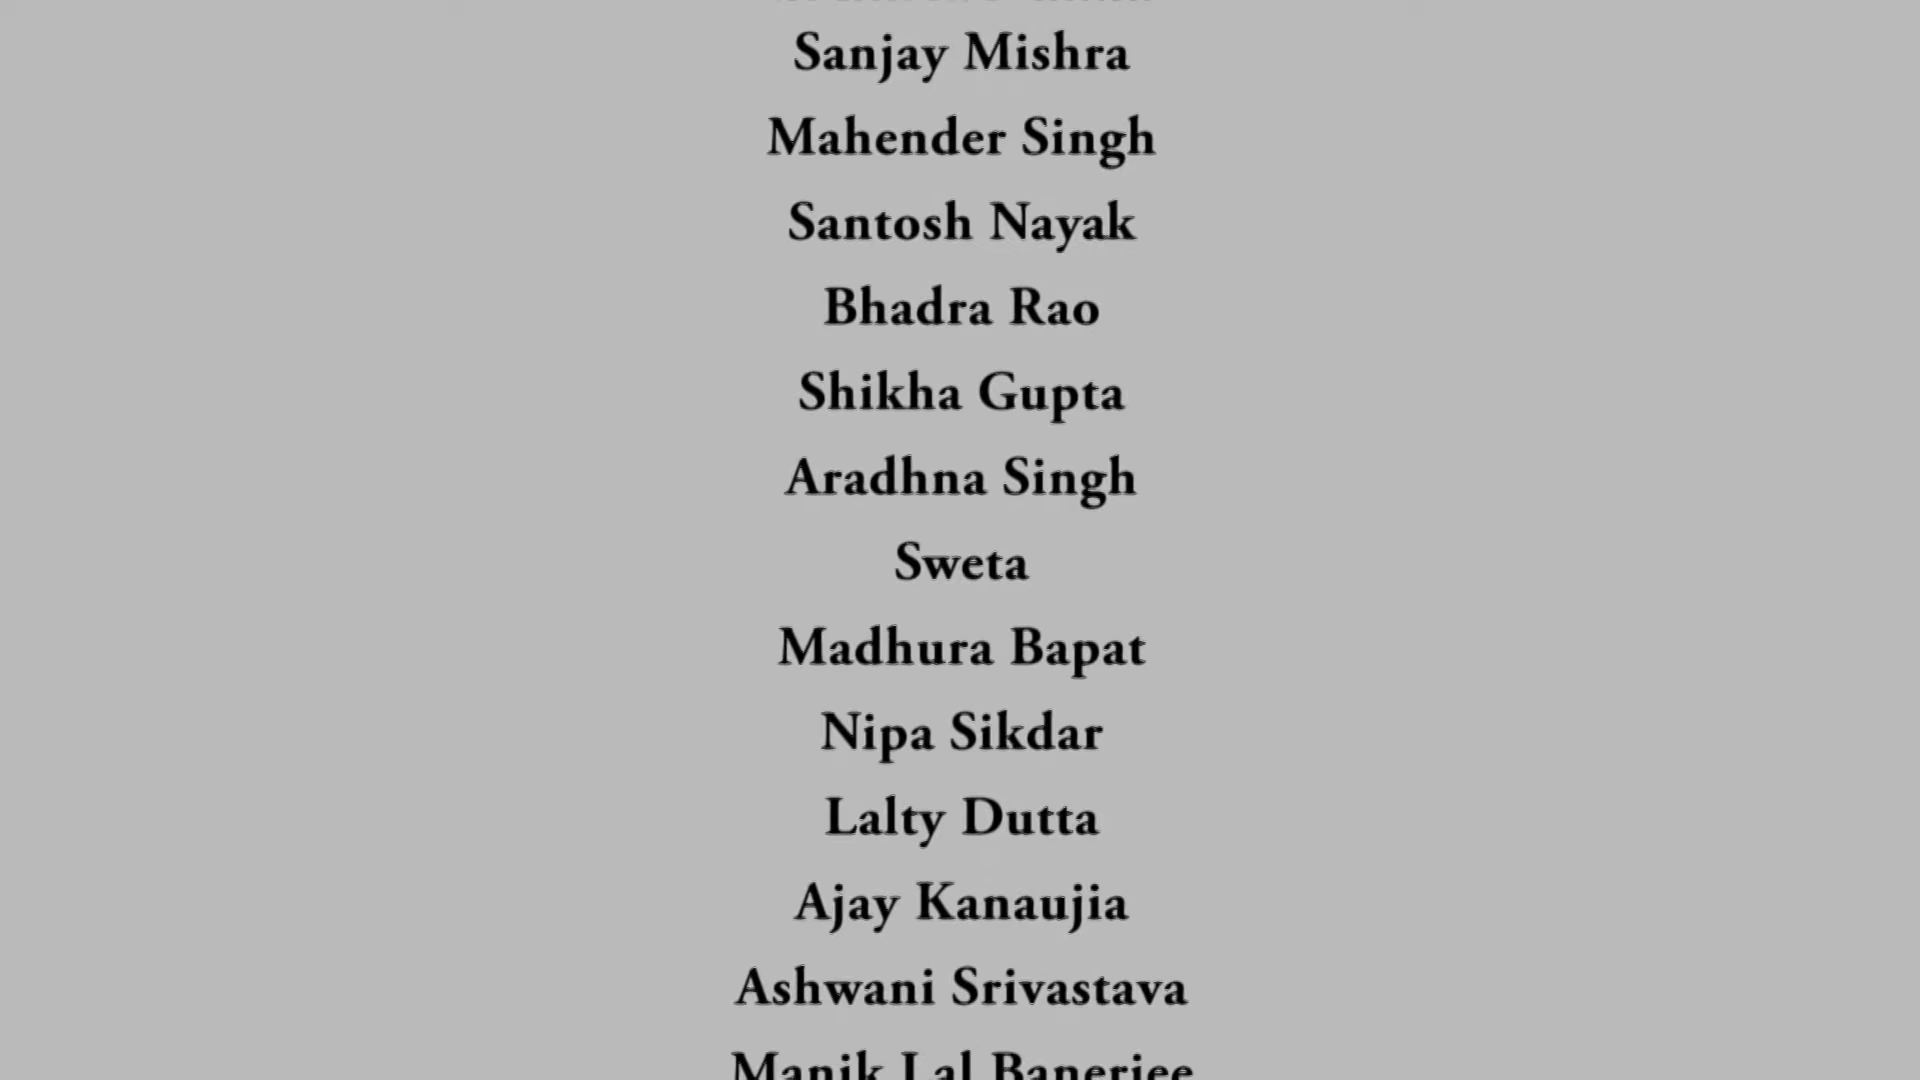 Sanjay Mishra
Mahender Singh
Santosh Nayak
Bhadra Rao
Shikha Gupta
Aradhna Singh
Sweta
Madhura Bapat
Nipa Sikdar
Lalty Dutta
Ajay Kanaujia
Ashwani Srivastava
Manik Lal Banerjee